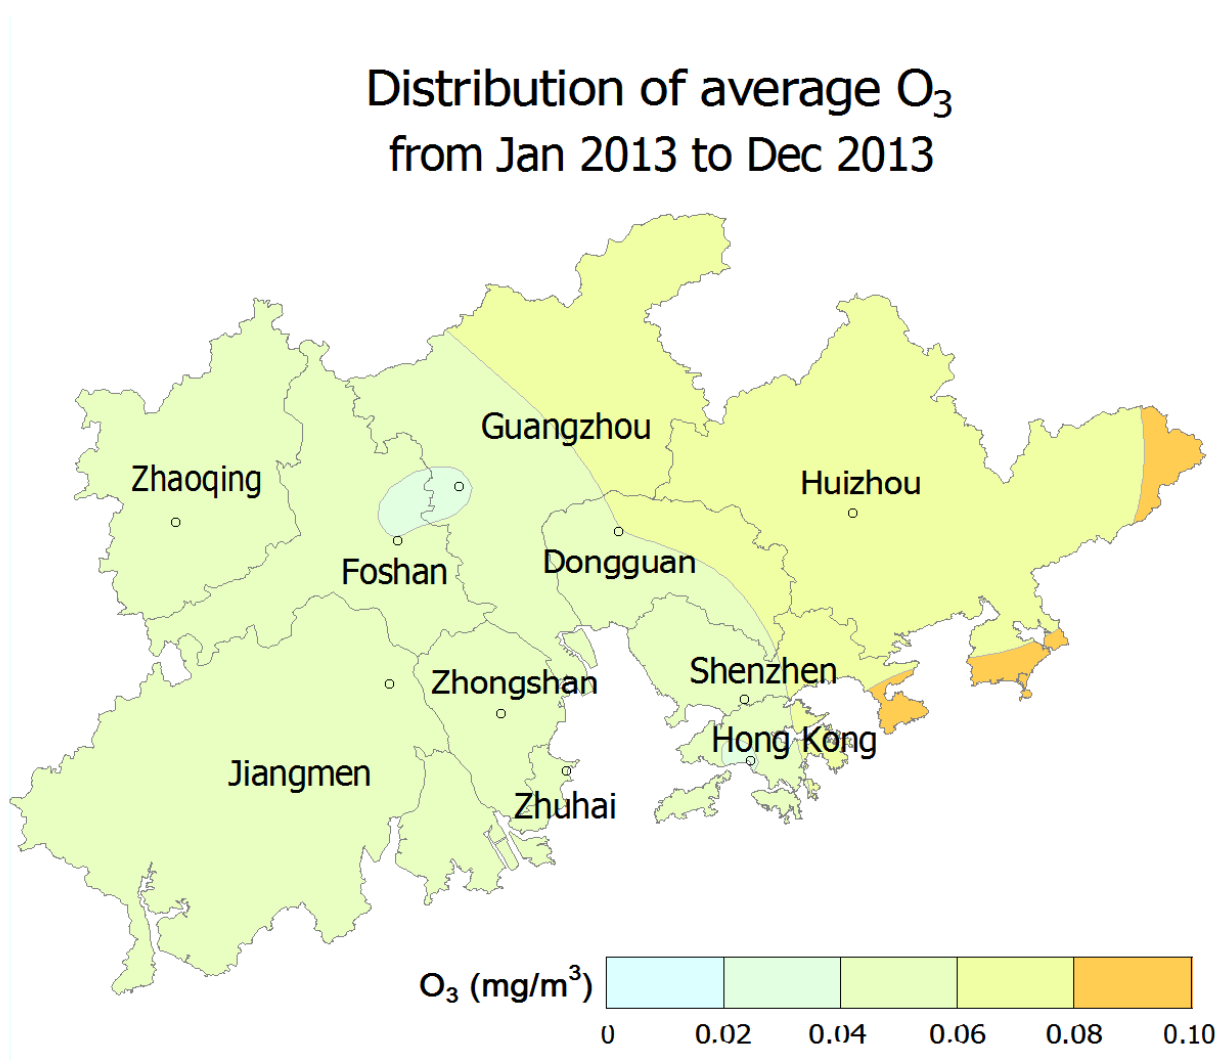 Distribution of average O₃
from Jan 2013 to Dec 2013
Guangzhou
Zhaoqing
Huizhou
Foshan
Dongguan
Shenzhen
Zhongshan
Hong Kong
Jiangmen
Zhuhai
O₃ (mg/m³)
0 0.02 0.04 0.06 0.08 0.10